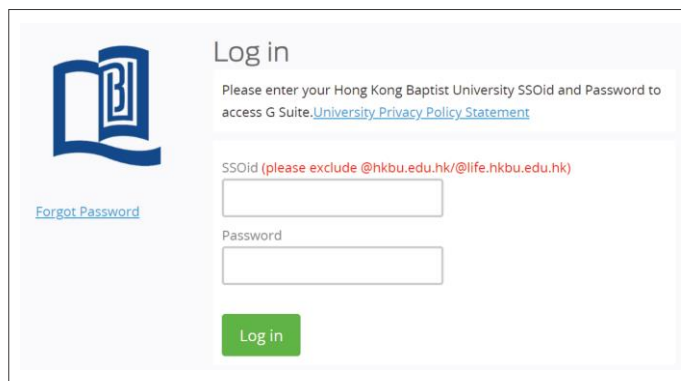 Log in
Please enter your Hong Kong Baptist University SSOid and Password to
access G Suite.University Privacy Policy Statement
SSOid (please exclude @hkbu.edu.hk/@life.hkbu.edu.hk)
Forgot Password
Password
Log in